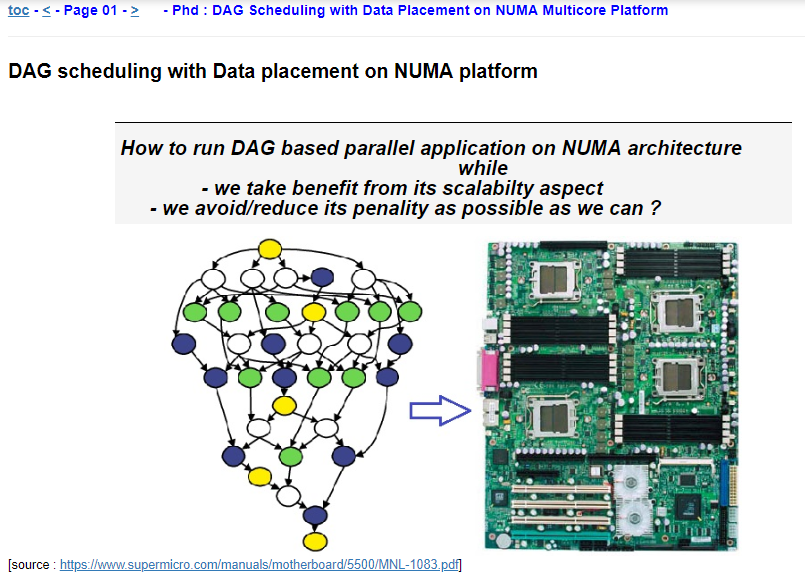 toc - < - Page 01 - > - Phd : DAG Scheduling with Data Placement on NUMA Multicore Platform
DAG scheduling with Data placement on NUMA platform
How to run DAG based parallel application on NUMA architecture
while
- we take benefit from its scalabilty aspect
- we avoid/reduce its penality as possible as we can ?
[source : https://www.supermicro.com/manuals/motherboard/5500/MNL-1083.pdf]